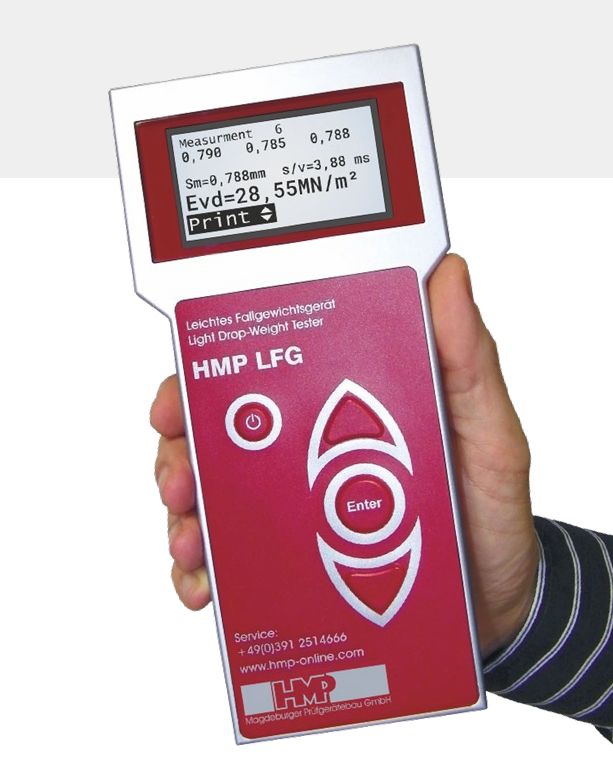 Measurment 6
0,790 0,785 0,788
Sm=0,788mm s/v=3,88 ms
Evd=28,55MN/m²
Print
Leichtes Fallgewichtsgerät
Light Drop-Weight Tester
HMP LFG
Enter
Service:
+49(0)391 2514666
www.hmp-online.com
HMP
Magdeburger Prüfgerätebau GmbH